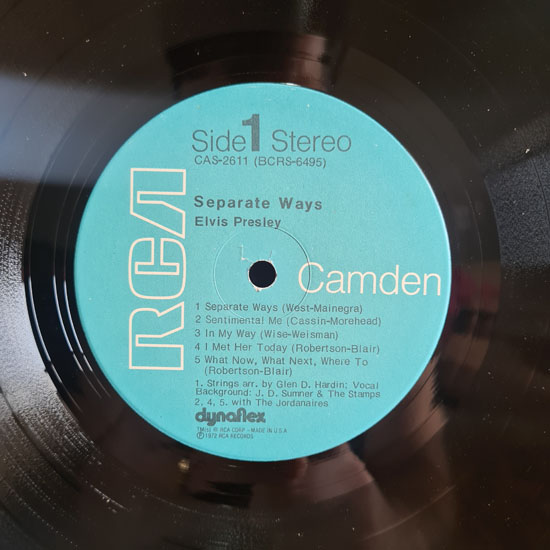 Side 1 Stereo
CAS-2611 (BCRS-6495)
Separate Ways
Elvis Presley
RCA
Camden
1 Separate Ways (West-Mainegra)
2 Sentimental Me (Cassin-Morehead)
3 In My Way (Wise-Weisman)
4 I Met Her Today (Robertson-Blair)
5 What Now, What Next, Where To
(Robertson-Blair)
1. Strings arr. by Glen D. Hardin; Vocal
Background: J. D. Sumner & The Stamps
2, 4, 5, with The Jordanaires
dynaflex
TM(s) ® RCA CORP.-MADE IN U.S.A.
Ⓟ 1972 RCA RECORDS